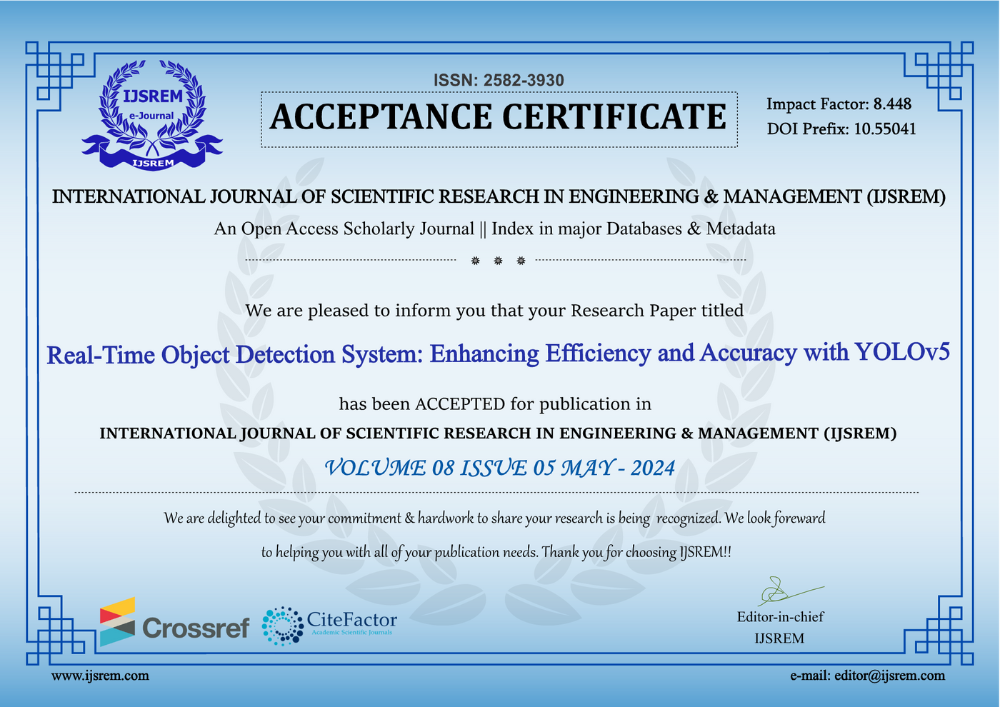 IJSREM
e-Journal
IJSREM
ISSN: 2582-3930
ACCEPTANCE CERTIFICATE
Impact Factor: 8.448
DOI Prefix: 10.55041
INTERNATIONAL JOURNAL OF SCIENTIFIC RESEARCH IN ENGINEERING & MANAGEMENT (IJSREM)
An Open Access Scholarly Journal || Index in major Databases & Metadata
We are pleased to inform you that your Research Paper titled
Real-Time Object Detection System: Enhancing Efficiency and Accuracy with YOLOv5
has been ACCEPTED for publication in
INTERNATIONAL JOURNAL OF SCIENTIFIC RESEARCH IN ENGINEERING & MANAGEMENT (IJSREM)
VOLUME 08 ISSUE 05 MAY - 2024
We are delighted to see your commitment & hardwork to share your research is being recognized. We look foreward
to helping you with all of your publication needs. Thank you for choosing IJSREM!!
Crossref
CiteFactor
Academic Scientific Journals
Editor-in-chief
IJSREM
www.ijsrem.com
e-mail: editor@ijsrem.com